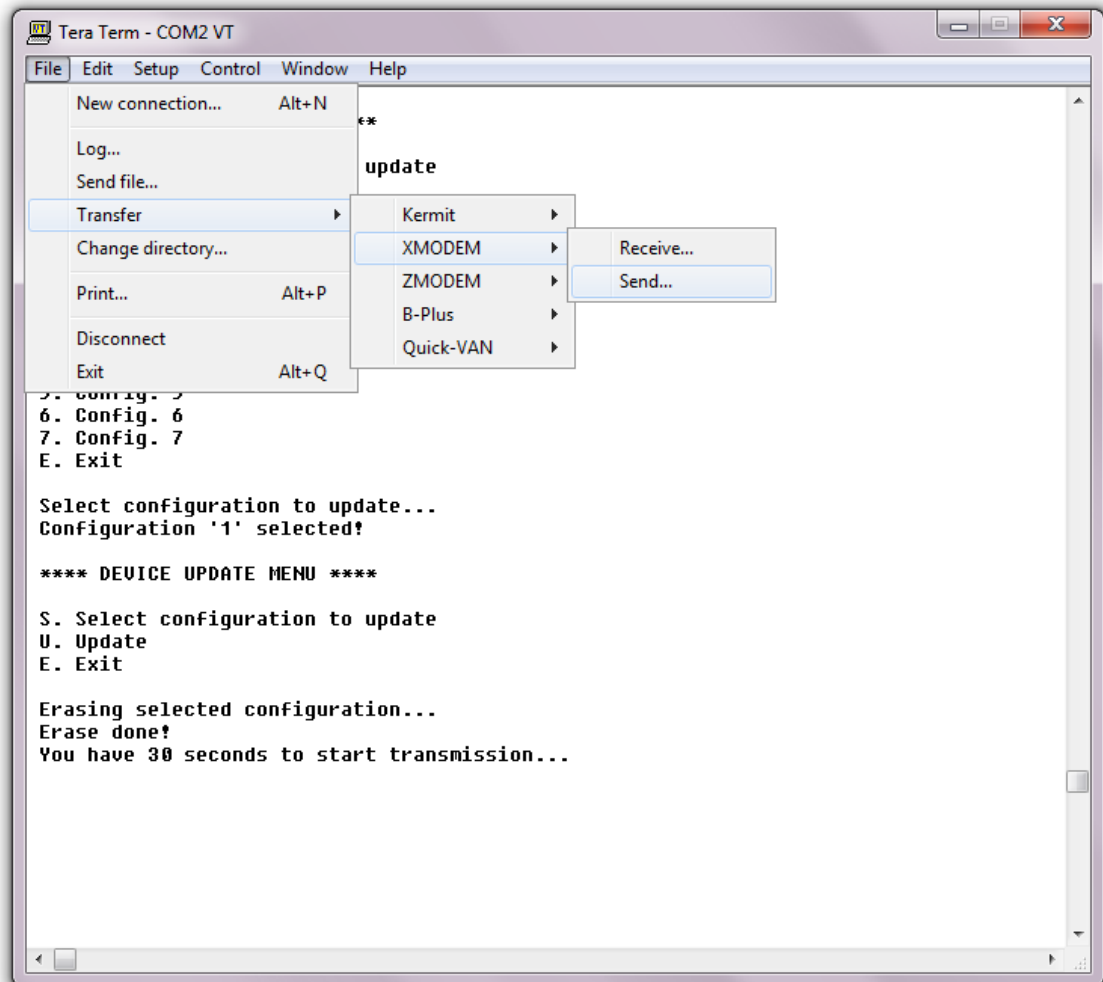 Tera Term - COM2 VT
File Edit Setup Control Window Help
New connection... Alt+N
Log...
Send file...
Transfer
Change directory...
Print... Alt+P
Disconnect
Exit Alt+Q
Kermit
XMODEM
ZMODEM
B-Plus
Quick-VAN
Receive...
Send...
**
update
5. Config. 5
6. Config. 6
7. Config. 7
E. Exit
Select configuration to update...
Configuration '1' selected!
**** DEVICE UPDATE MENU ****
S. Select configuration to update
U. Update
E. Exit
Erasing selected configuration...
Erase done!
You have 30 seconds to start transmission...